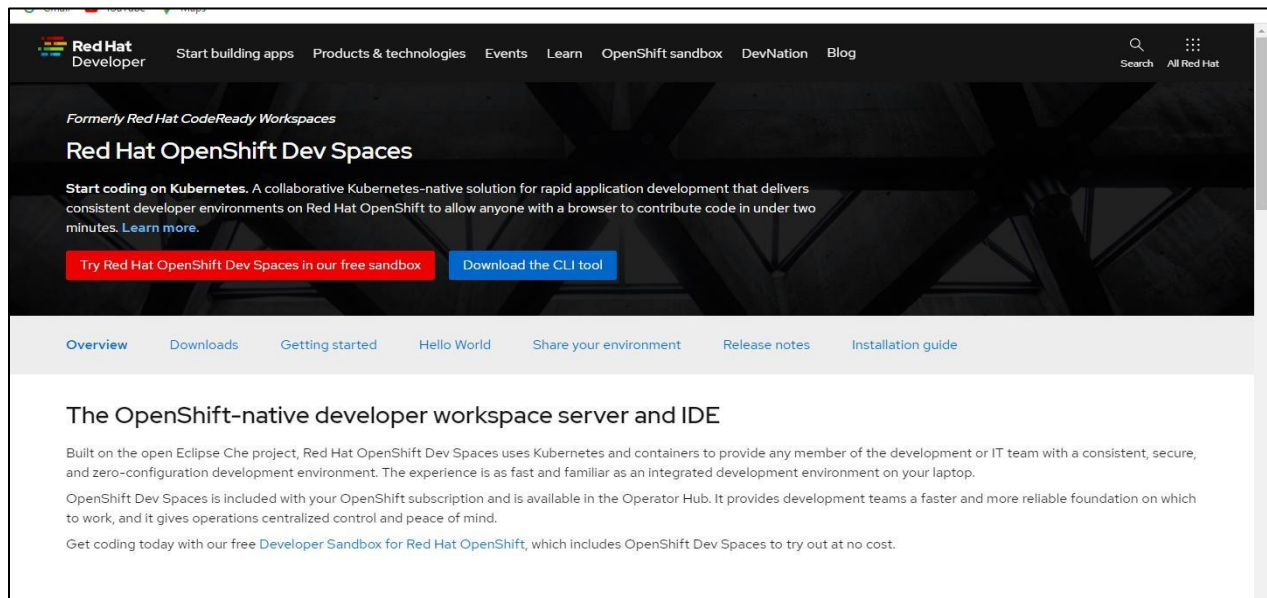 Red Hat
Developer
Start building apps Products & technologies Events Learn OpenShift sandbox DevNation Blog
Search All Red Hat
Formerly Red Hat CodeReady Workspaces
Red Hat OpenShift Dev Spaces
Start coding on Kubernetes. A collaborative Kubernetes-native solution for rapid application development that delivers
consistent developer environments on Red Hat OpenShift to allow anyone with a browser to contribute code in under two
minutes. Learn more.
Try Red Hat OpenShift Dev Spaces in our free sandbox Download the CLI tool
Overview Downloads Getting started Hello World Share your environment Release notes Installation guide
The OpenShift-native developer workspace server and IDE
Built on the open Eclipse Che project, Red Hat OpenShift Dev Spaces uses Kubernetes and containers to provide any member of the development or IT team with a consistent, secure,
and zero-configuration development environment. The experience is as fast and familiar as an integrated development environment on your laptop.
OpenShift Dev Spaces is included with your OpenShift subscription and is available in the Operator Hub. It provides development teams a faster and more reliable foundation on which
to work, and it gives operations centralized control and peace of mind.
Get coding today with our free Developer Sandbox for Red Hat OpenShift, which includes OpenShift Dev Spaces to try out at no cost.